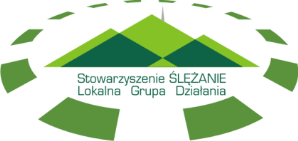 Stowarzyszenie ŚLĘŻANIE
Lokalna Grupa Działania